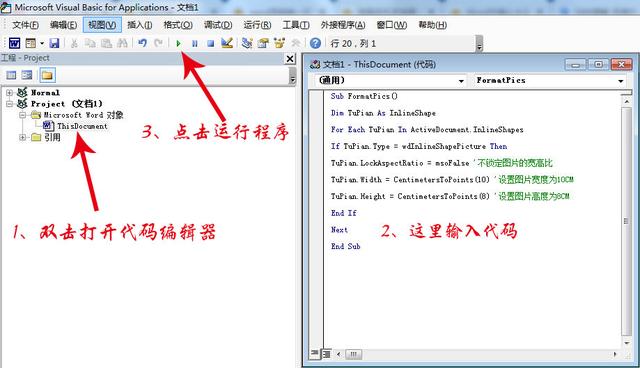 Microsoft Visual Basic for Applications - 文档1
文件(F) 编辑(E) 视图(V) 插入(I) 格式(O) 调试(D) 运行(R) 工具(T) 外接程序(A) 窗口(W) 帮助(H)
行 20, 列 1
工程 - Project
Normal
Project (文档1)
Microsoft Word 对象
ThisDocument
引用
3、点击运行程序
1、双击打开代码编辑器
文档1 - ThisDocument (代码)
(通用) FormatPics
Sub FormatPics()
Dim TuPian As InlineShape
For Each TuPian In ActiveDocument.InlineShapes
If TuPian.Type = wdInlineShapePicture Then
TuPian.LockAspectRatio = msoFalse '不锁定图片的宽高比
TuPian.Width = CentimetersToPoints(10) '设置图片宽度为10CM
TuPian.Height = CentimetersToPoints(8) '设置图片高度为8CM
End If
Next
End Sub
2、这里输入代码